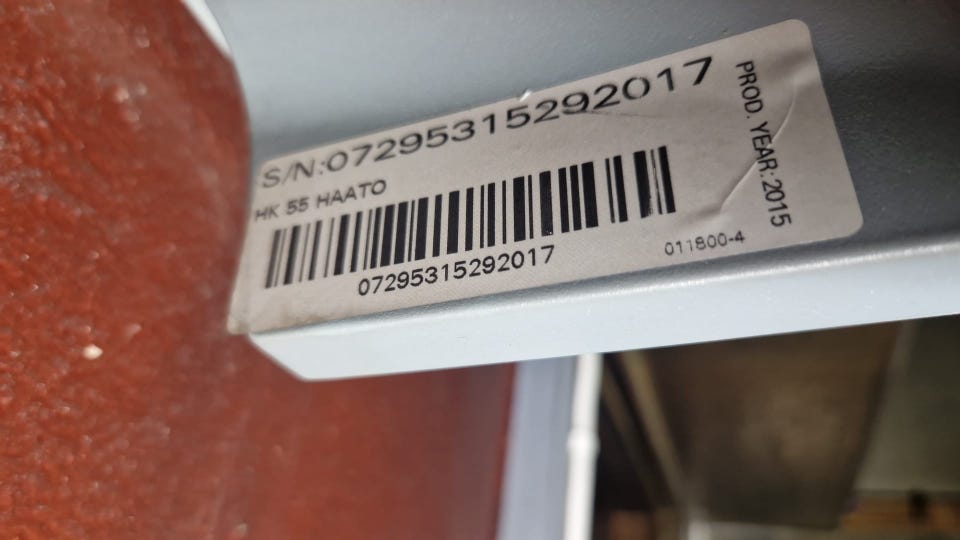 S/N:07295315292017
HK 55 HAATO
07295315292017
011800-4
PROD. YEAR:2015